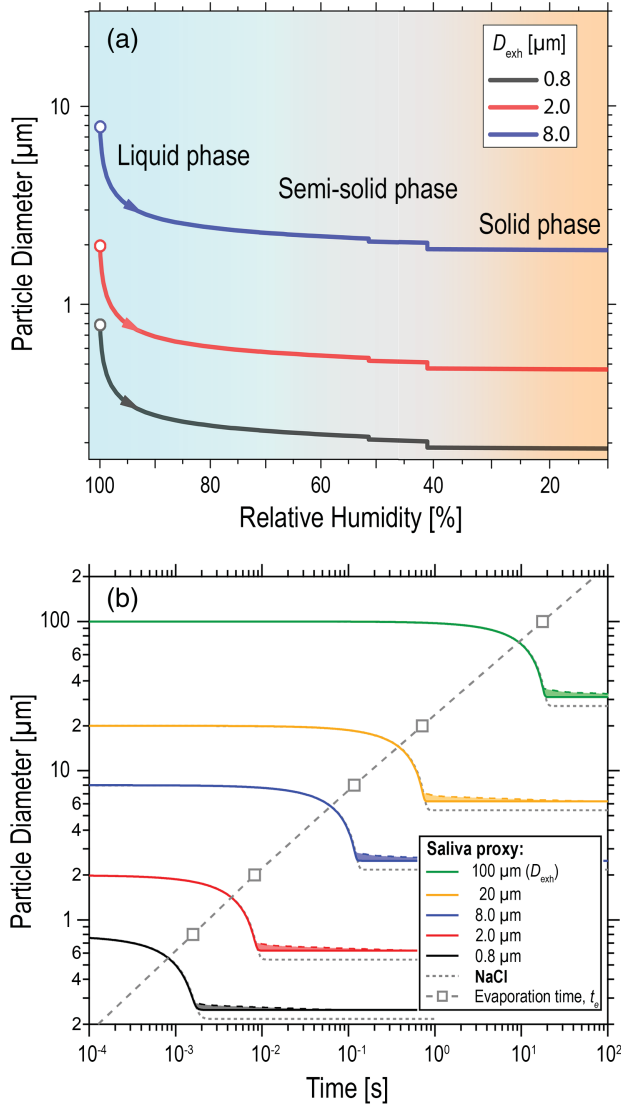 (a)
D_exh [µm]
0.8
2.0
8.0
10
1
Liquid phase
Semi-solid phase
Solid phase
Particle Diameter [µm]
100 80 60 40 20
Relative Humidity [%]
(b)
2
100
6
4
2
10
6
4
2
1
6
4
2
Particle Diameter [µm]
Saliva proxy:
100 µm (D_exh)
20 µm
8.0 µm
2.0 µm
0.8 µm
NaCl
Evaporation time, t_e
10⁻⁴ 10⁻³ 10⁻² 10⁻¹ 10⁰ 10¹ 10²
Time [s]